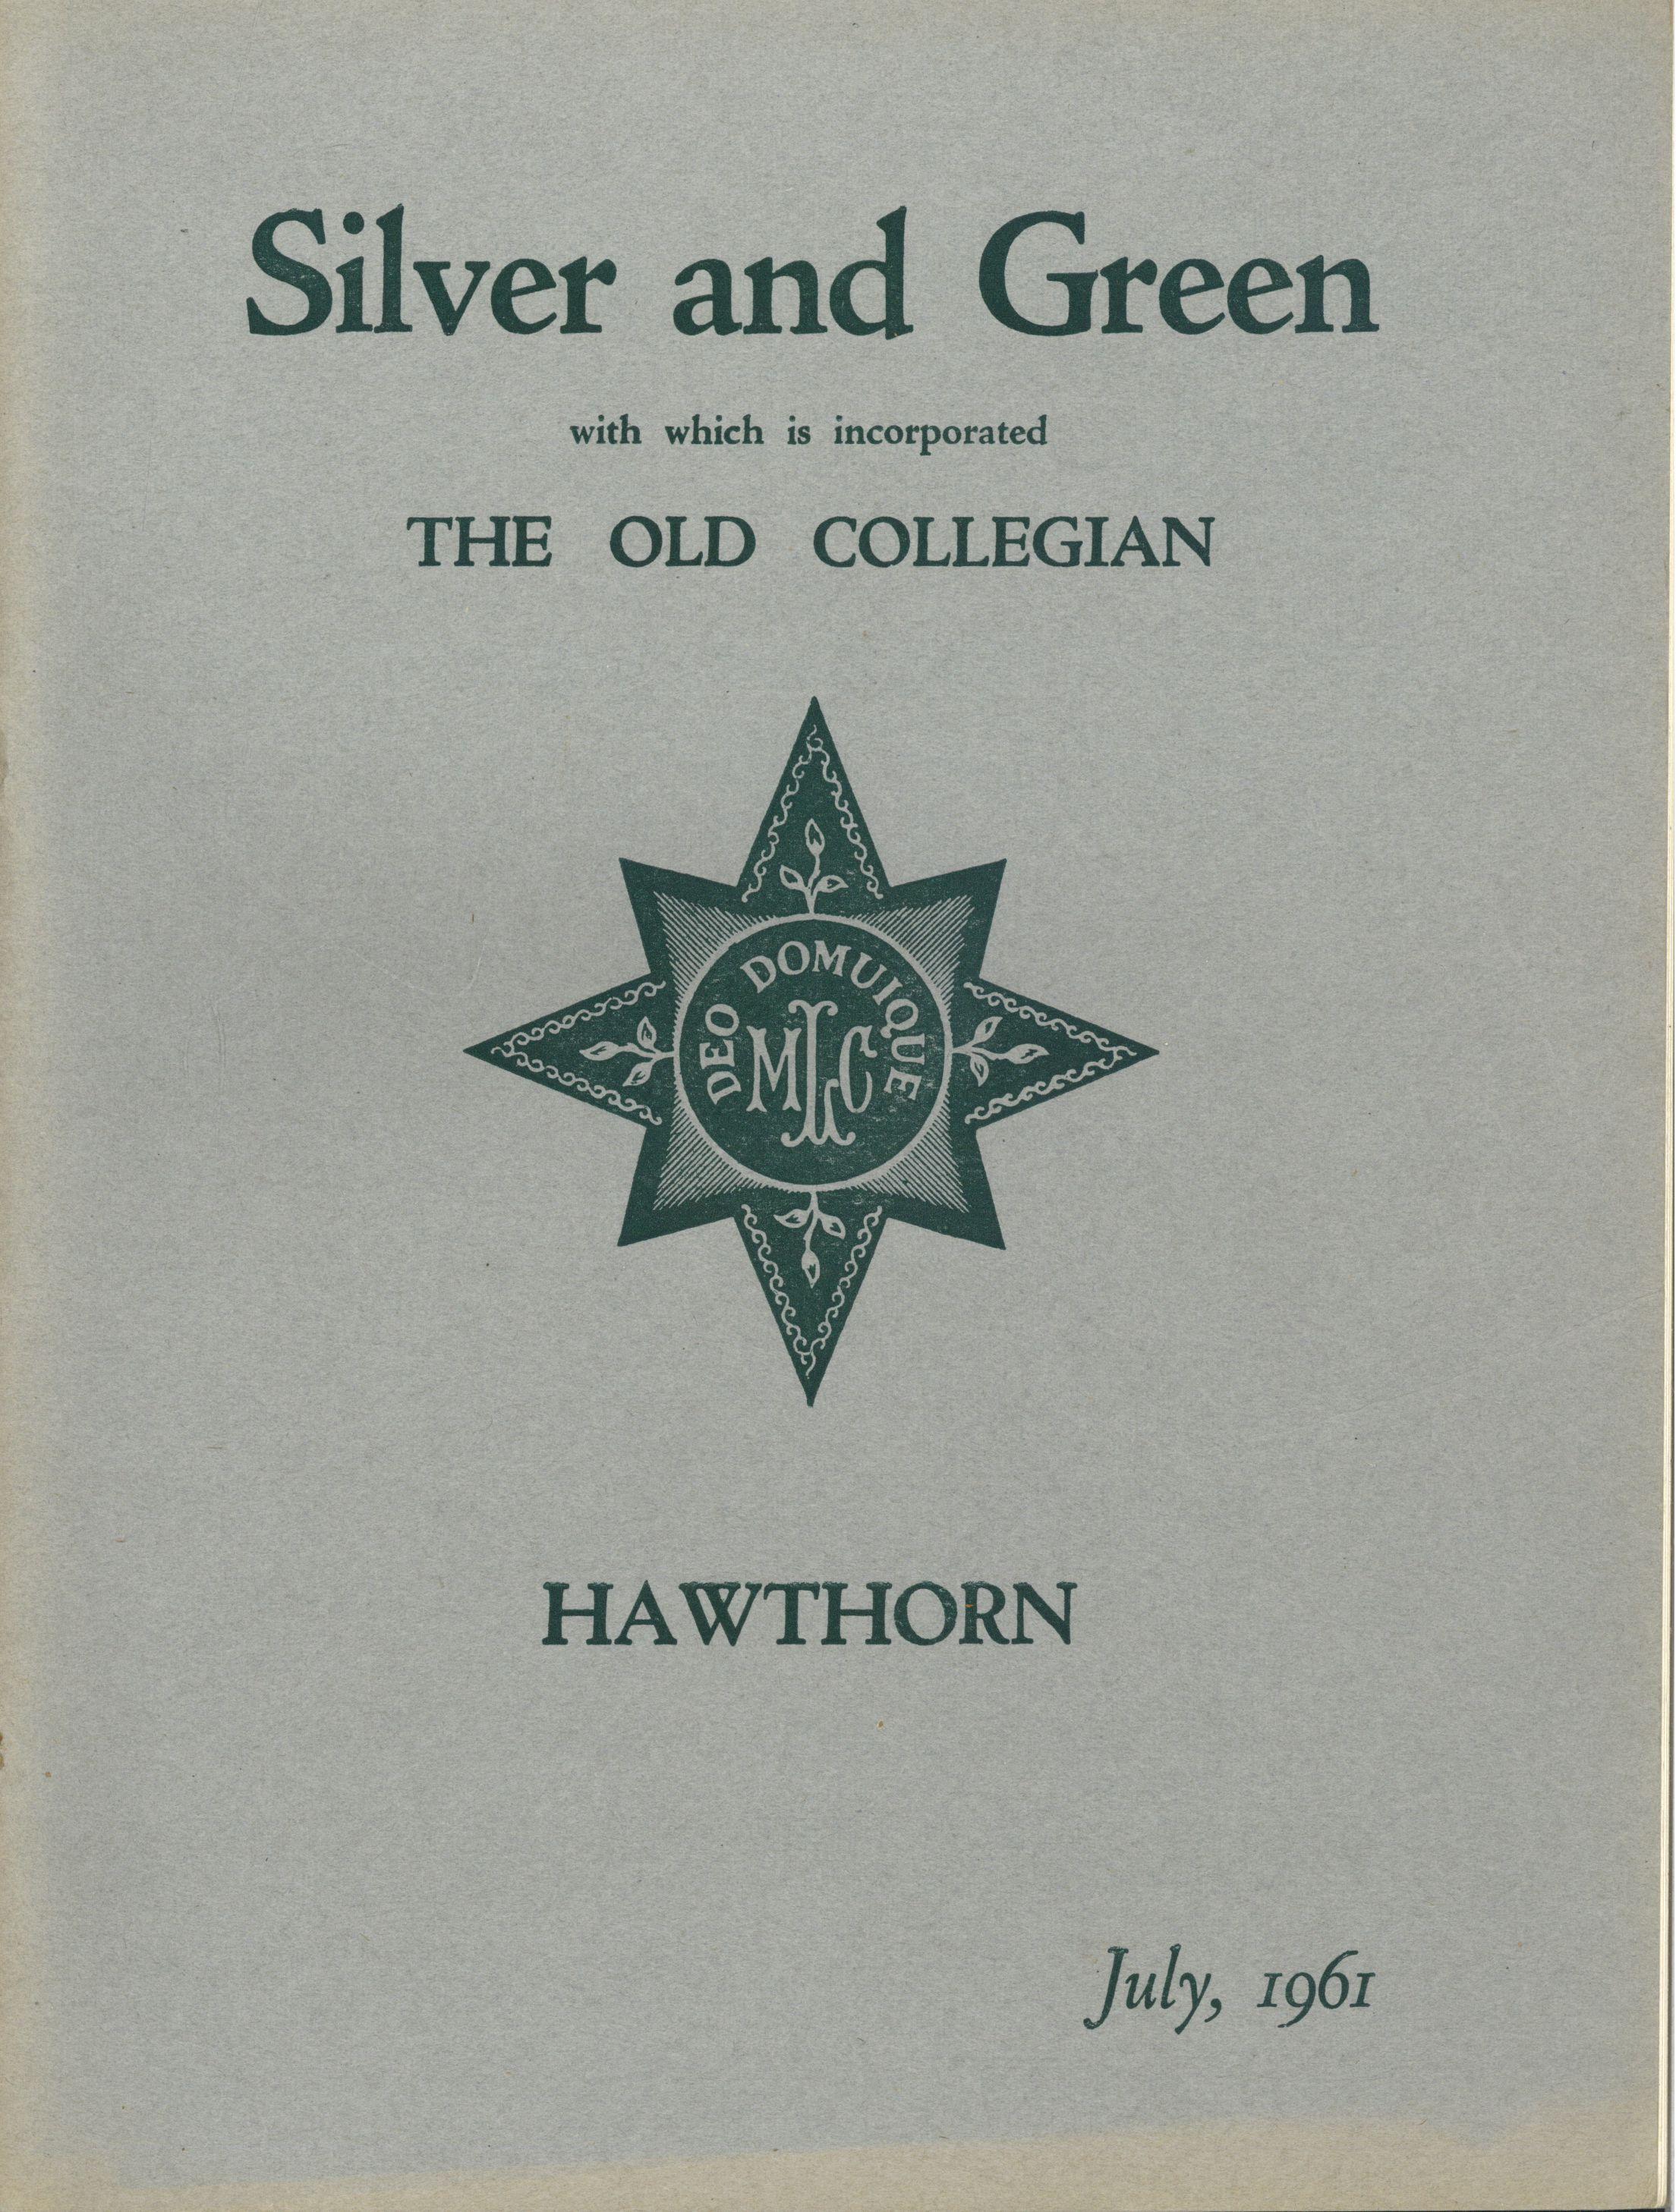 Silver and Green
with which is incorporated
THE OLD COLLEGIAN
DEO DOMUIQUE
MLC
HAWTHORN
July, 1961